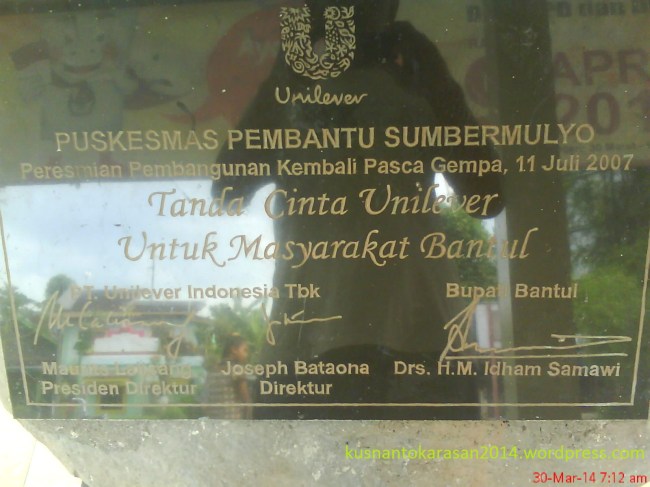 Unilever
PUSKESMAS PEMBANTU SUMBERMULYO
Peresmian Pembangunan Kembali Pasca Gempa, 11 Juli 2007
Tanda Cinta Unilever
Untuk Masyarakat Bantul
PT. Unilever Indonesia Tbk Bupati Bantul
Joseph Bataona Drs. H.M. Idham Samawi
Presiden Direktur Direktur
kusnantokarasan2014.wordpress.com
30-Mar-14 7:12 am